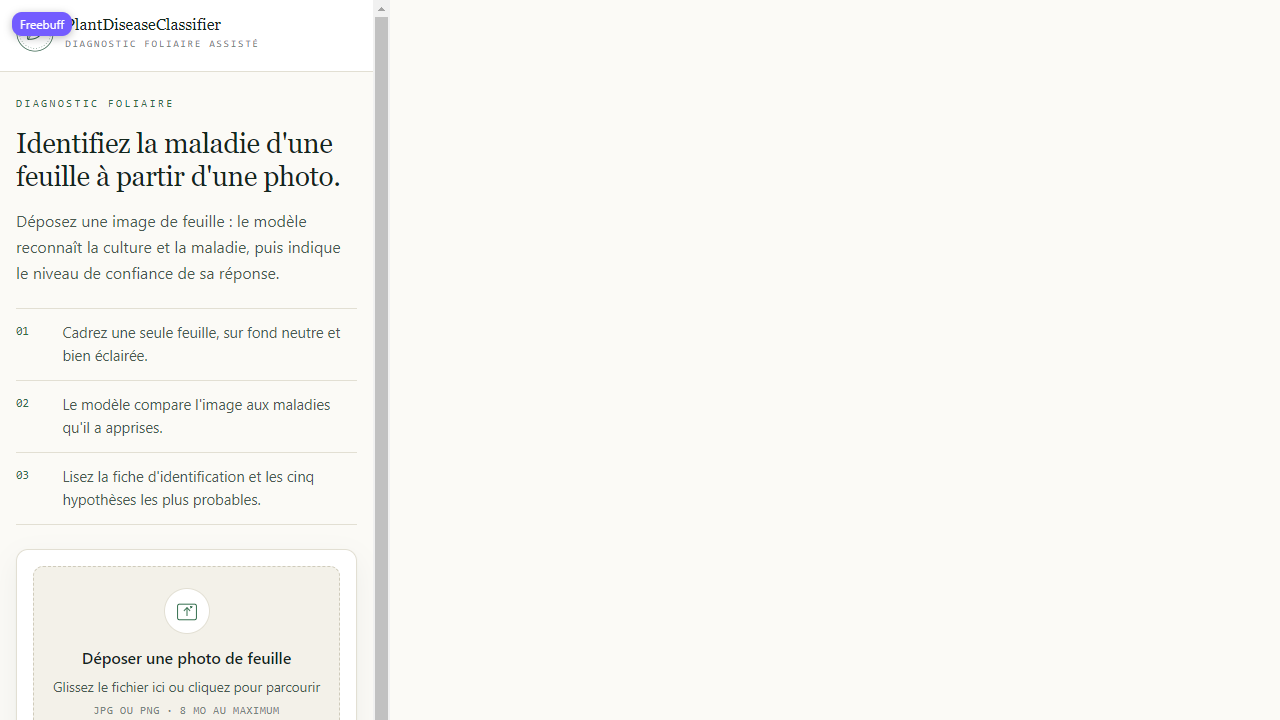 Freebuff
PlantDiseaseClassifier
DIAGNOSTIC FOLIAIRE ASSISTÉ
DIAGNOSTIC FOLIAIRE
Identifiez la maladie d'une
feuille à partir d'une photo.
Déposez une image de feuille : le modèle
reconnaît la culture et la maladie, puis indique
le niveau de confiance de sa réponse.
01 Cadrez une seule feuille, sur fond neutre et
bien éclairée.
02 Le modèle compare l'image aux maladies
qu'il a apprises.
03 Lisez la fiche d'identification et les cinq
hypothèses les plus probables.
Déposer une photo de feuille
Glissez le fichier ici ou cliquez pour parcourir
JPG OU PNG · 8 MO AU MAXIMUM